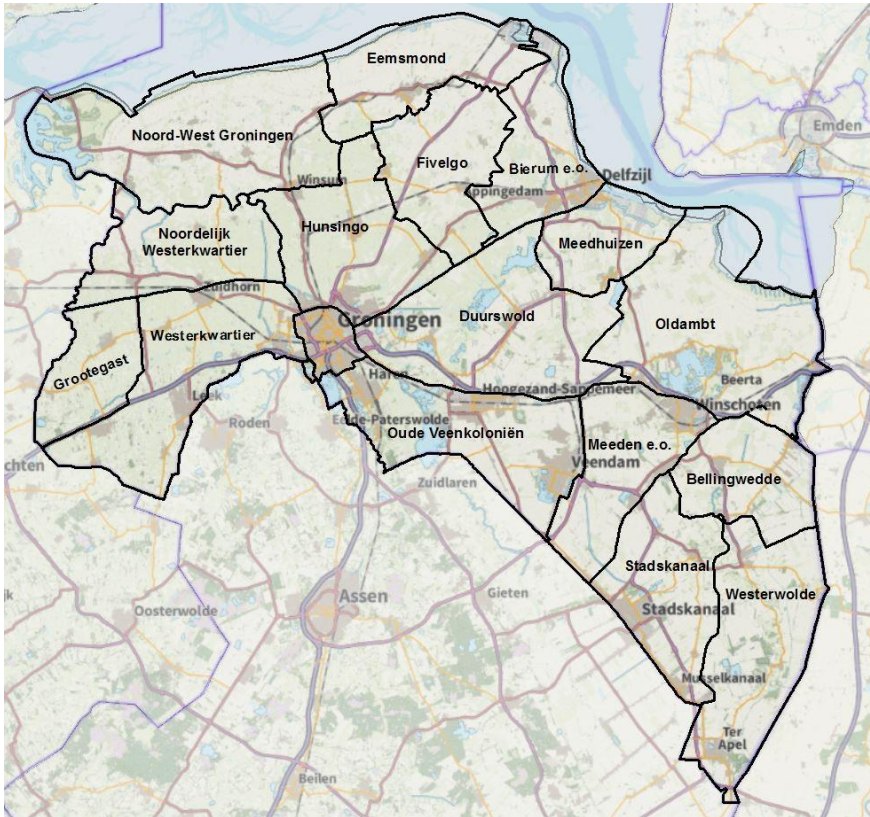 Eemsmond
Emden
Noord-West Groningen
Fivelgo
Bierum e.o.
Winsum
Delfzijl
ppingedam
Noordelijk
Westerkwartier
Hunsingo
Meedhuizen
Zuidhorn
Groningen
Duurswold
Oldambt
Westerkwartier
Grootegast
Haren
Hoogezand-Sappemeer
Beerta
Winschoten
Leek
Roden
Eelde-Paterswolde
Oude Veenkoloniën
Meeden e.o.
Veendam
chten
Zuidlaren
Bellingwedde
Stadskanaal
Assen
Gieten
Westerwolde
Oosterwolde
Stadskanaal
Musselkanaal
Ter
Apel
Beilen